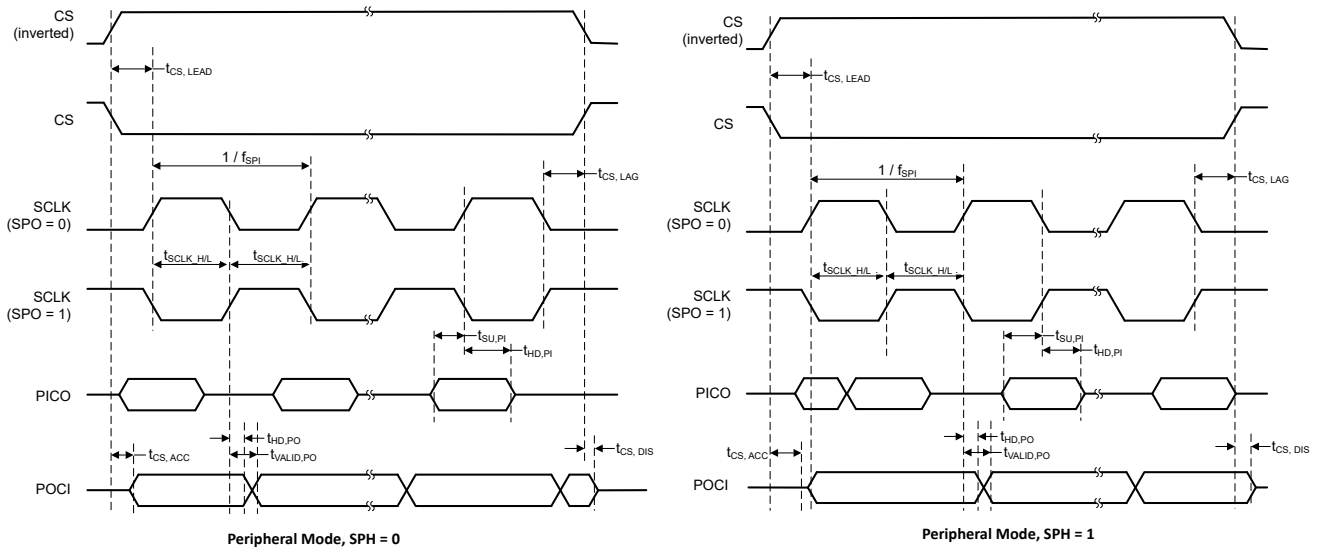 CS
(inverted)
tCS, LEAD
CS
1 / fSPI
tCS, LAG
SCLK
(SPO = 0)
tSCLK_H/L
tSCLK_H/L
SCLK
(SPO = 1)
tSU,PI
tHD,PI
PICO
tHD,PO
tCS, ACC
tVALID,PO
tCS, DIS
POCI
Peripheral Mode, SPH = 0
CS
(inverted)
tCS, LEAD
CS
1 / fSPI
tCS, LAG
SCLK
(SPO = 0)
tSCLK_H/L
tSCLK_H/L
SCLK
(SPO = 1)
tSU,PI
tHD,PI
PICO
tHD,PO
tCS, ACC
tVALID,PO
tCS, DIS
POCI
Peripheral Mode, SPH = 1